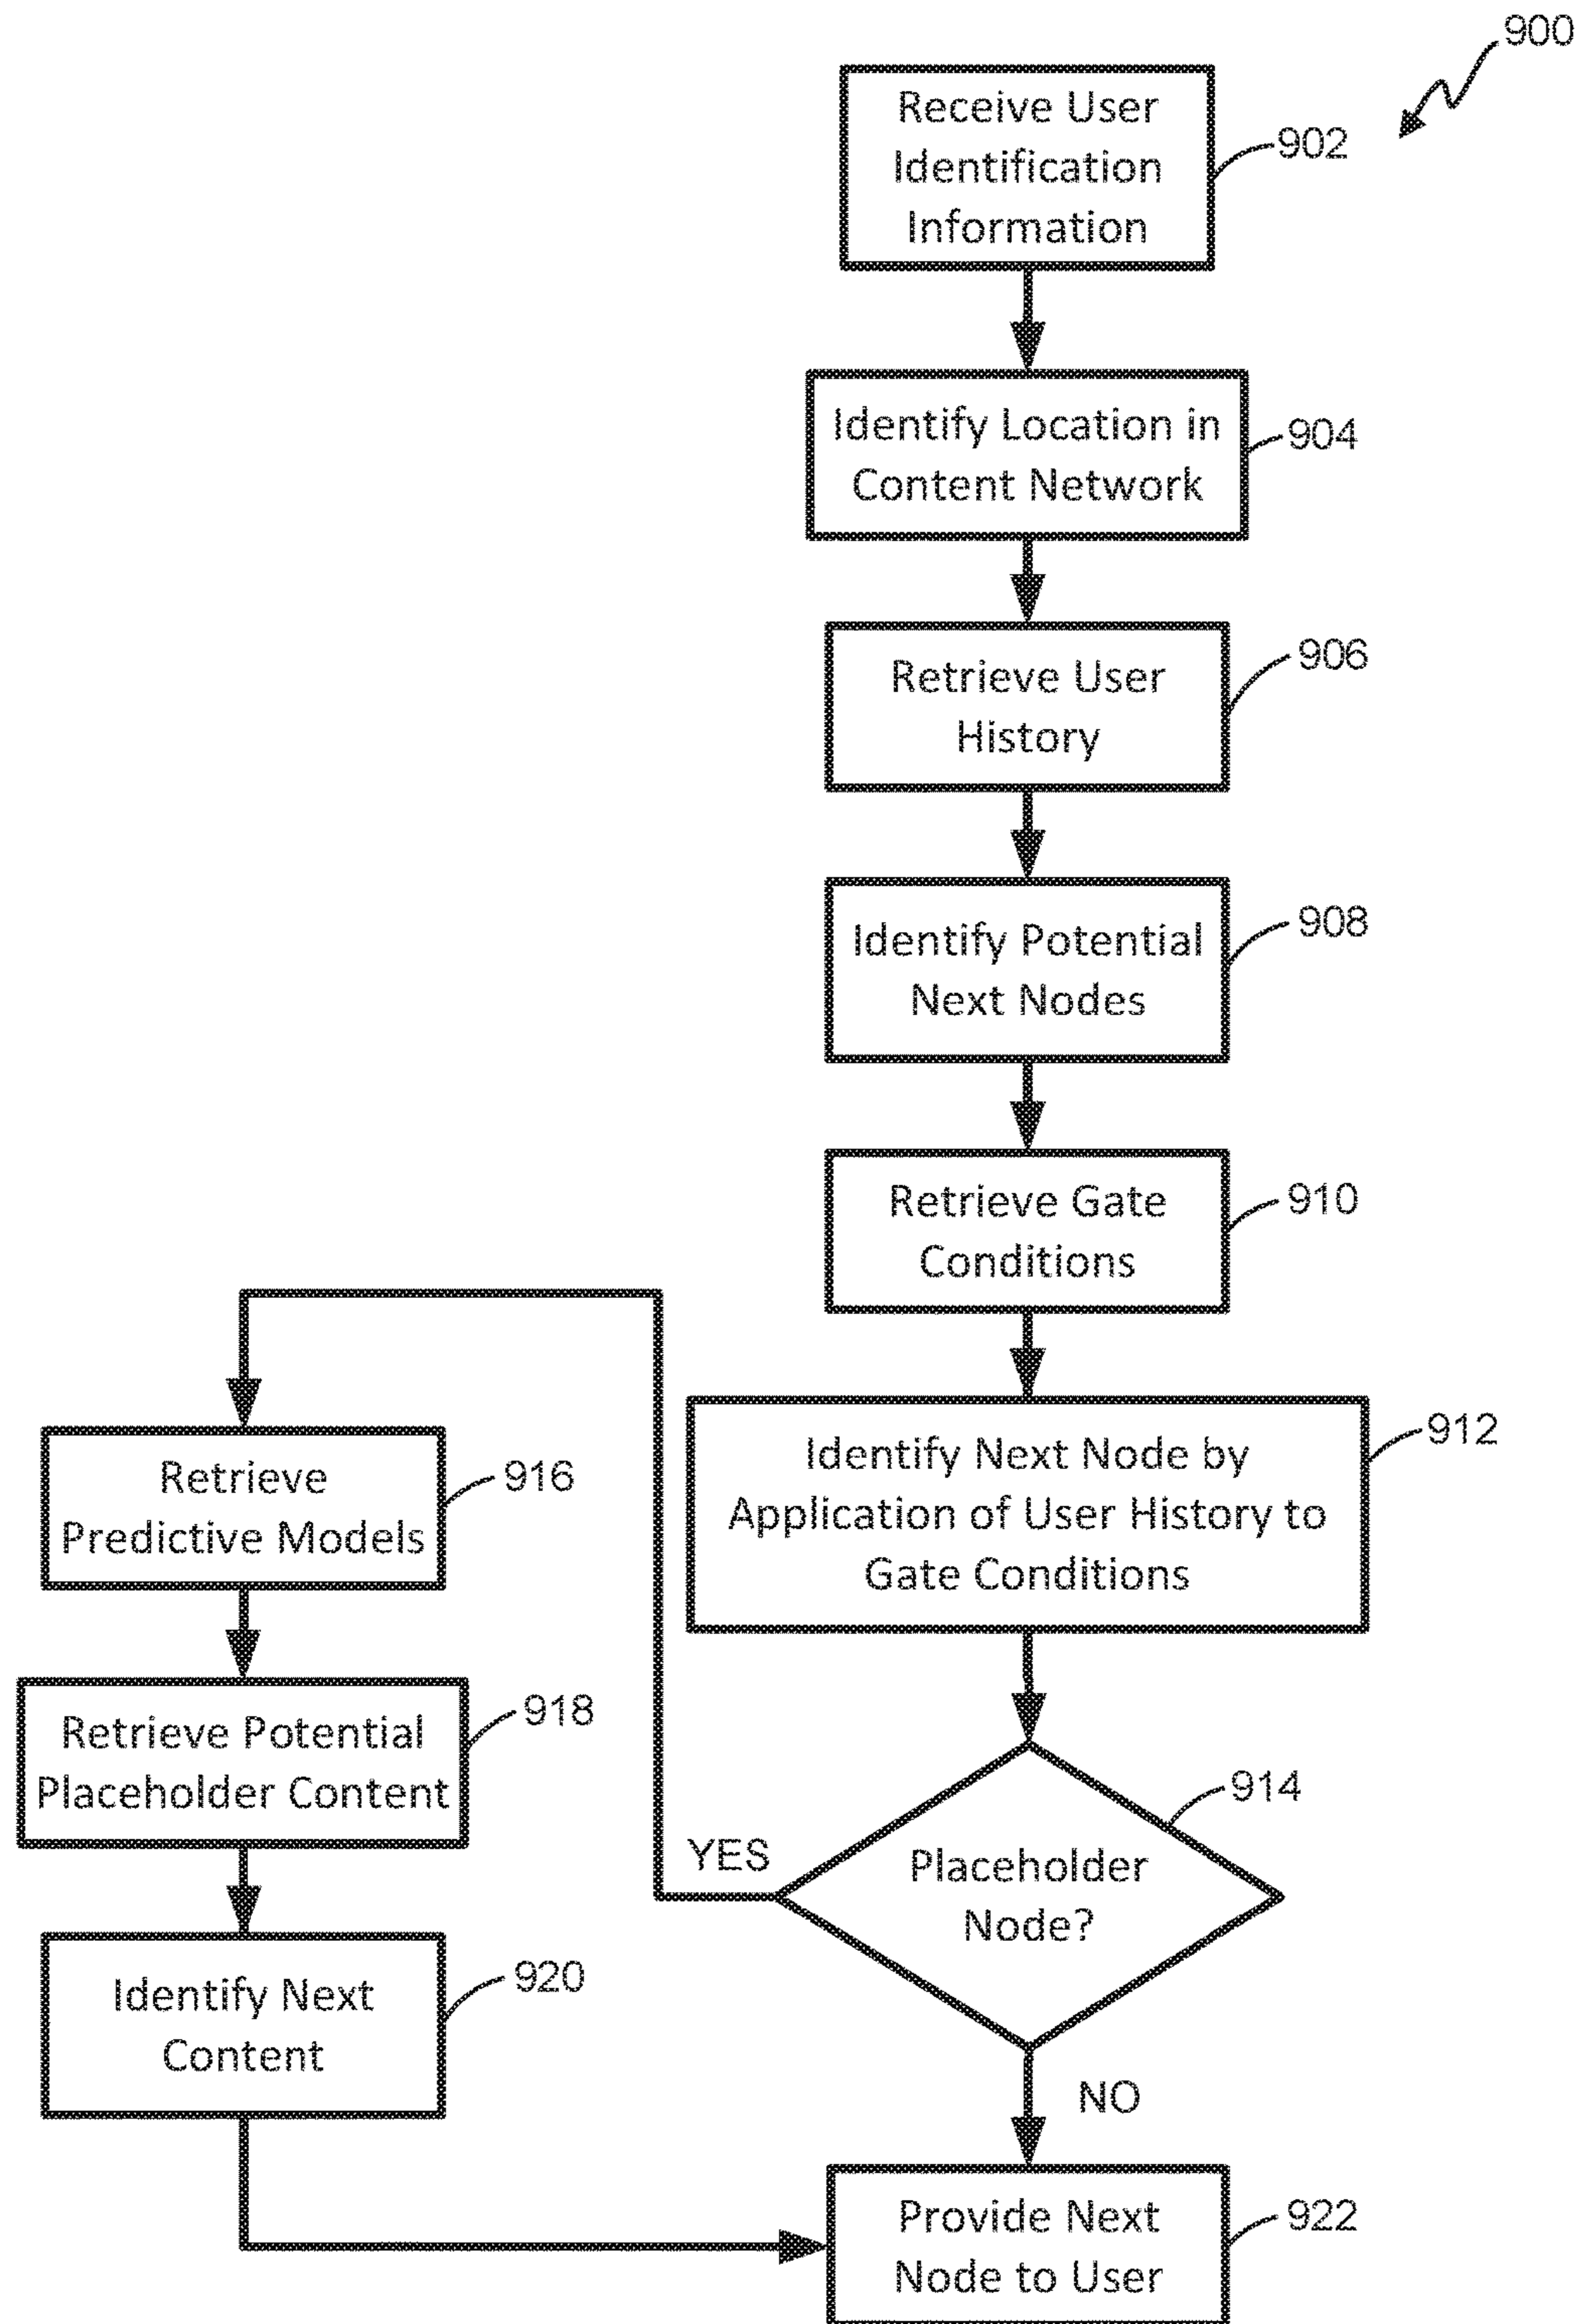 900
Receive User
Identification
Information
902
Identify Location in
Content Network
904
Retrieve User
History
906
Identify Potential
Next Nodes
908
Retrieve Gate
Conditions
910
Identify Next Node by
Application of User History to
Gate Conditions
912
Placeholder
Node?
914
YES
NO
Retrieve
Predictive Models
916
Retrieve Potential
Placeholder Content
918
Identify Next
Content
920
Provide Next
Node to User
922